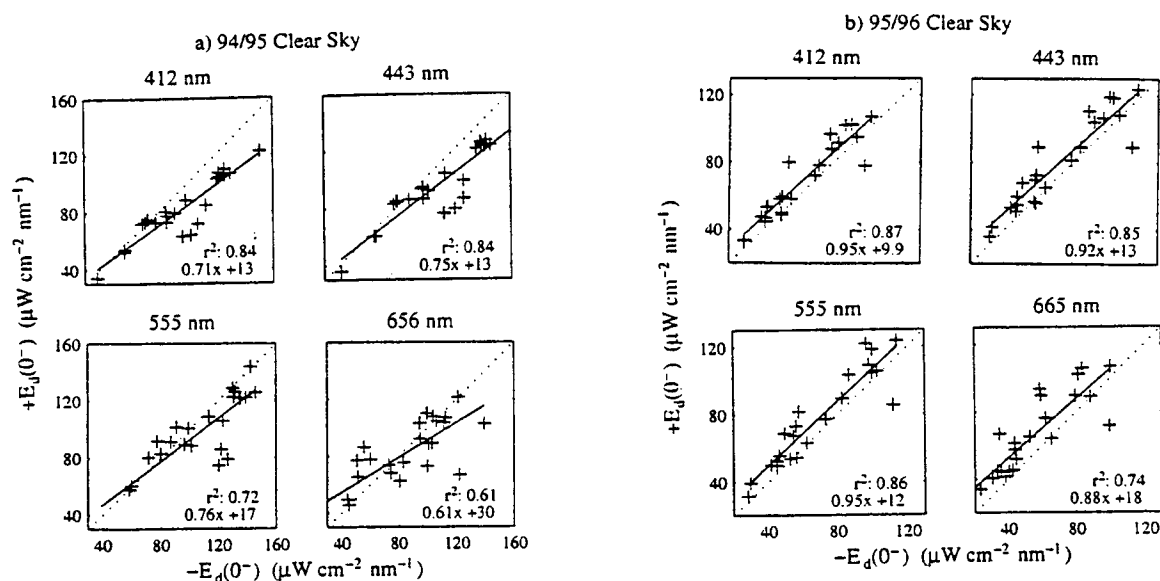 a) 94/95 Clear Sky
412 nm
443 nm
160
120
80
40
r²: 0.84
0.71x +13
r²: 0.84
0.75x +13
555 nm
656 nm
160
120
80
40
r²: 0.72
0.76x +17
r²: 0.61
0.61x +30
40 80 120 160
40 80 120 160
+E_d(0⁻) (μW cm⁻² nm⁻¹)
−E_d(0⁻) (μW cm⁻² nm⁻¹)
b) 95/96 Clear Sky
412 nm
443 nm
120
80
40
r²: 0.87
0.95x +9.9
r²: 0.85
0.92x +13
555 nm
665 nm
120
80
40
r²: 0.86
0.95x +12
r²: 0.74
0.88x +18
40 80 120
40 80 120
+E_d(0⁻) (μW cm⁻² nm⁻¹)
−E_d(0⁻) (μW cm⁻² nm⁻¹)